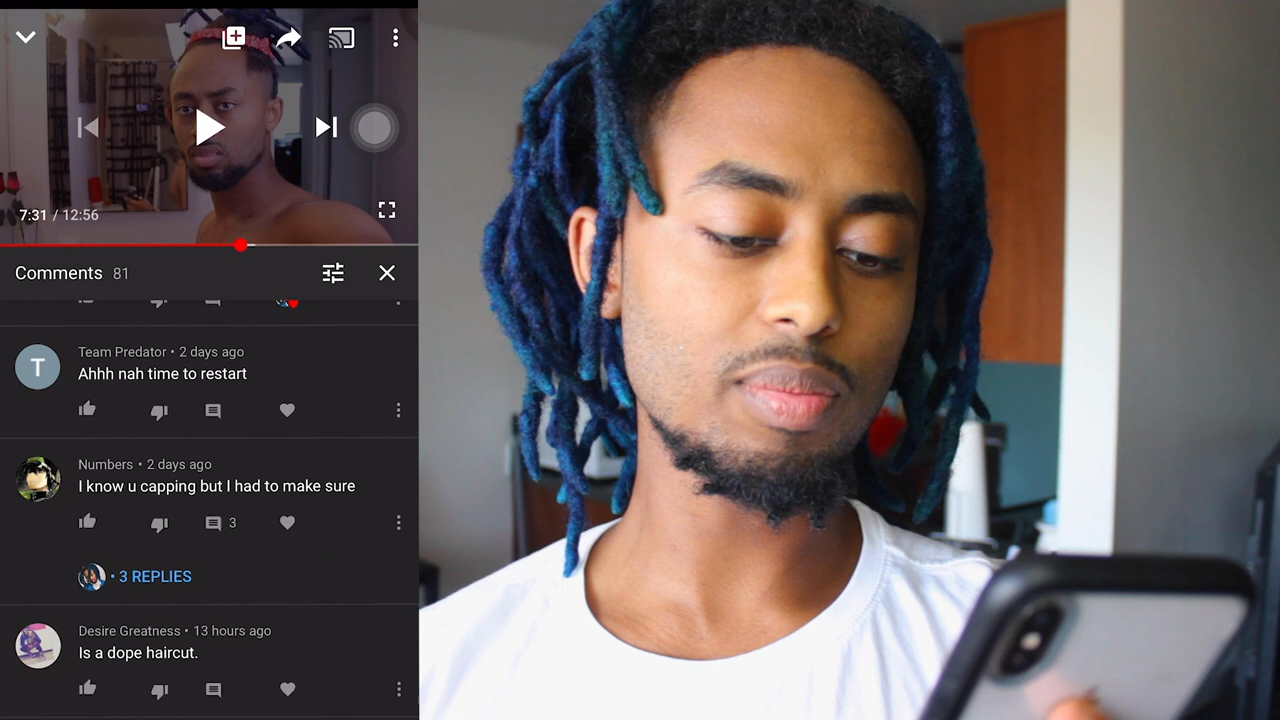 7:31 / 12:56
Comments 81
T
Team Predator • 2 days ago
Ahhh nah time to restart
Numbers • 2 days ago
I know u capping but I had to make sure
3
• 3 REPLIES
Desire Greatness • 13 hours ago
Is a dope haircut.